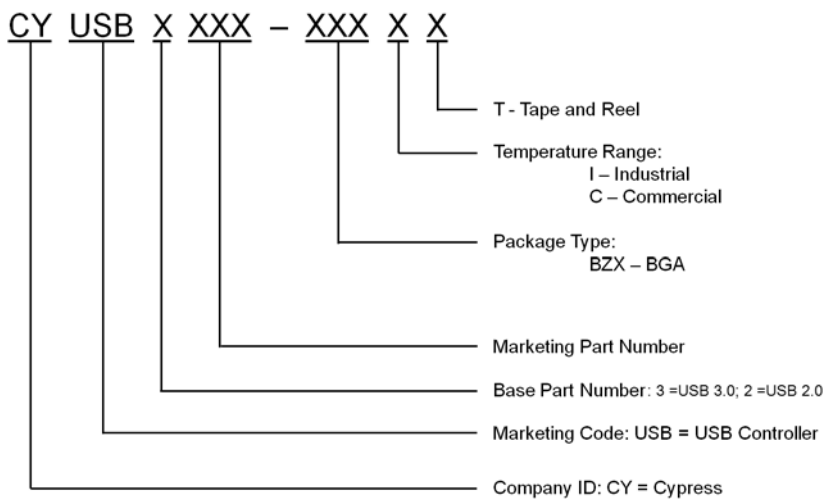 CY USB X XXX – XXX X X
T - Tape and Reel
Temperature Range:
I – Industrial
C – Commercial
Package Type:
BZX – BGA
Marketing Part Number
Base Part Number: 3 =USB 3.0; 2 =USB 2.0
Marketing Code: USB = USB Controller
Company ID: CY = Cypress